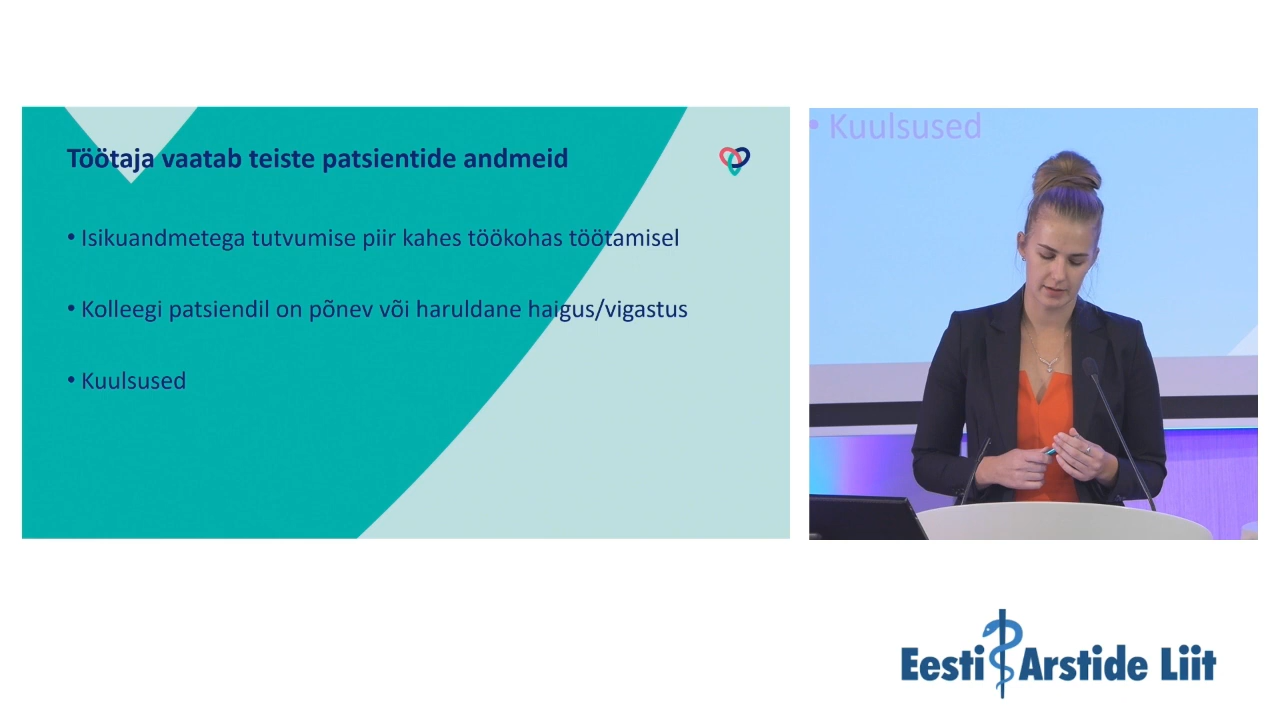 Töötaja vaatab teiste patsientide andmeid
• Isikuandmetega tutvumise piir kahes töökohas töötamisel
• Kolleegi patsiendil on põnev või haruldane haigus/vigastus
• Kuulsused
• Kuulsused
Eesti Arstide Liit